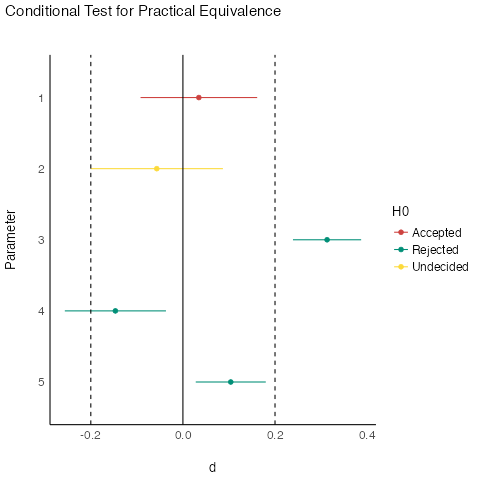 Conditional Test for Practical Equivalence
Parameter
1
2
3
4
5
-0.2
0.0
0.2
0.4
d
H0
Accepted
Rejected
Undecided